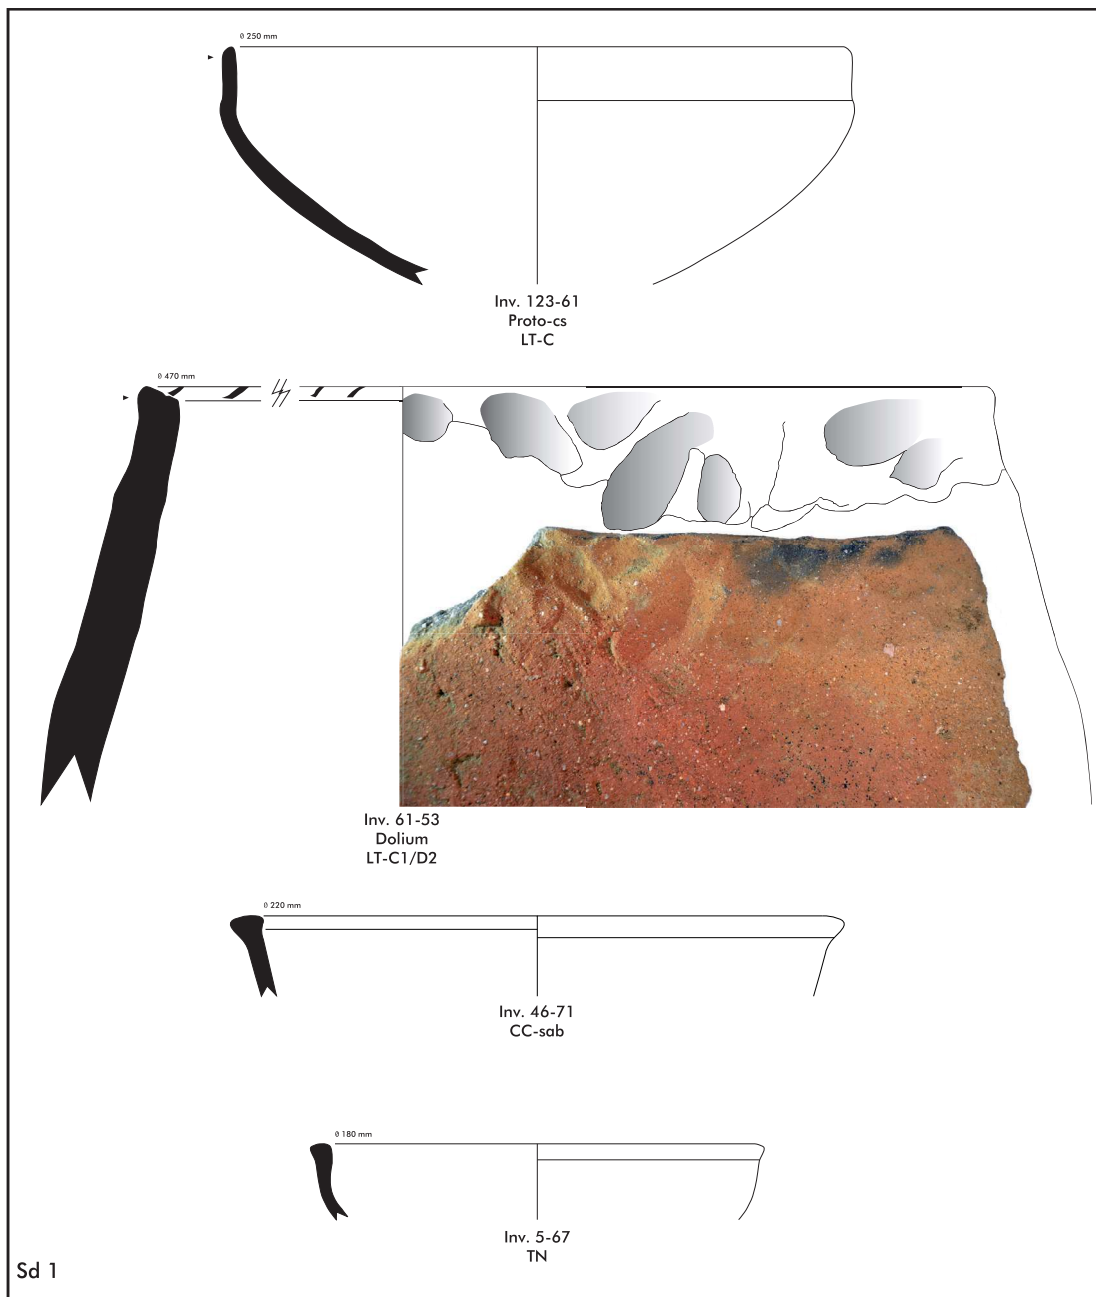 ∅ 250 mm
Inv. 123-61
Proto-cs
LT-C
∅ 470 mm
Inv. 61-53
Dolium
LT-C1/D2
∅ 220 mm
Inv. 46-71
CC-sab
∅ 180 mm
Inv. 5-67
TN
Sd 1